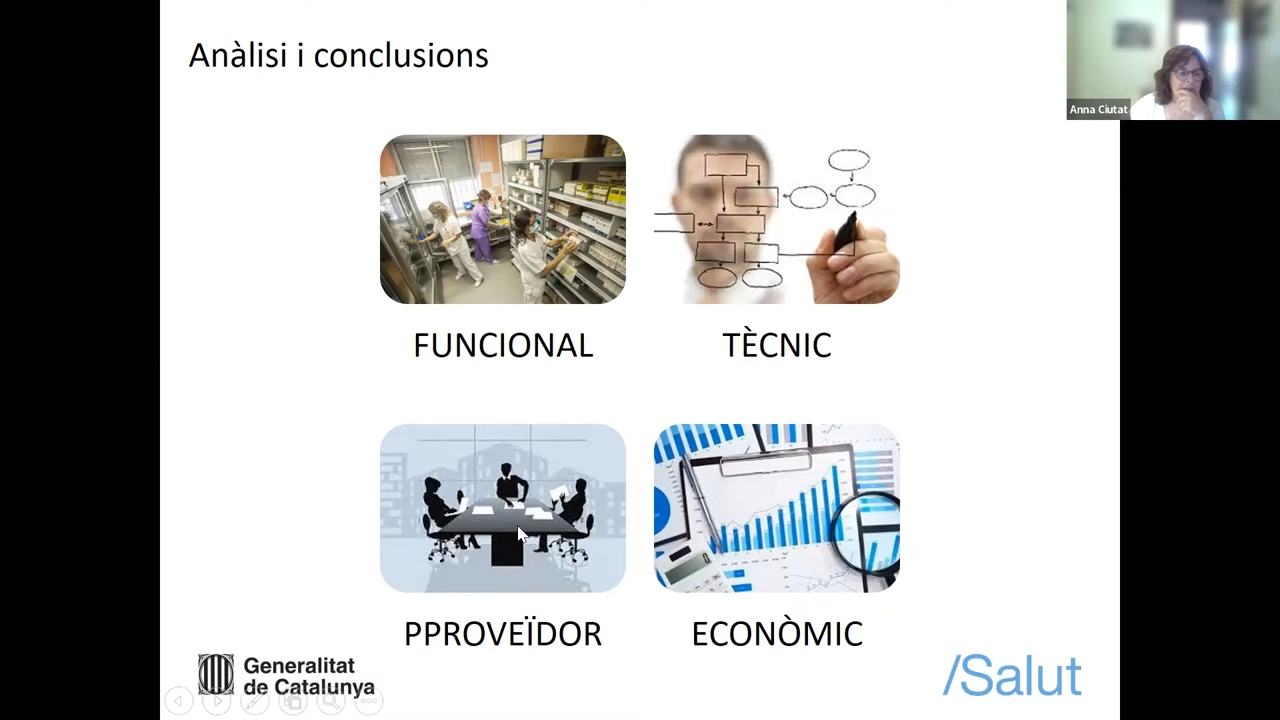 Anàlisi i conclusions
Anna Ciutat
FUNCIONAL
TÈCNIC
PPROVEÏDOR
ECONÒMIC
Generalitat
de Catalunya
/Salut